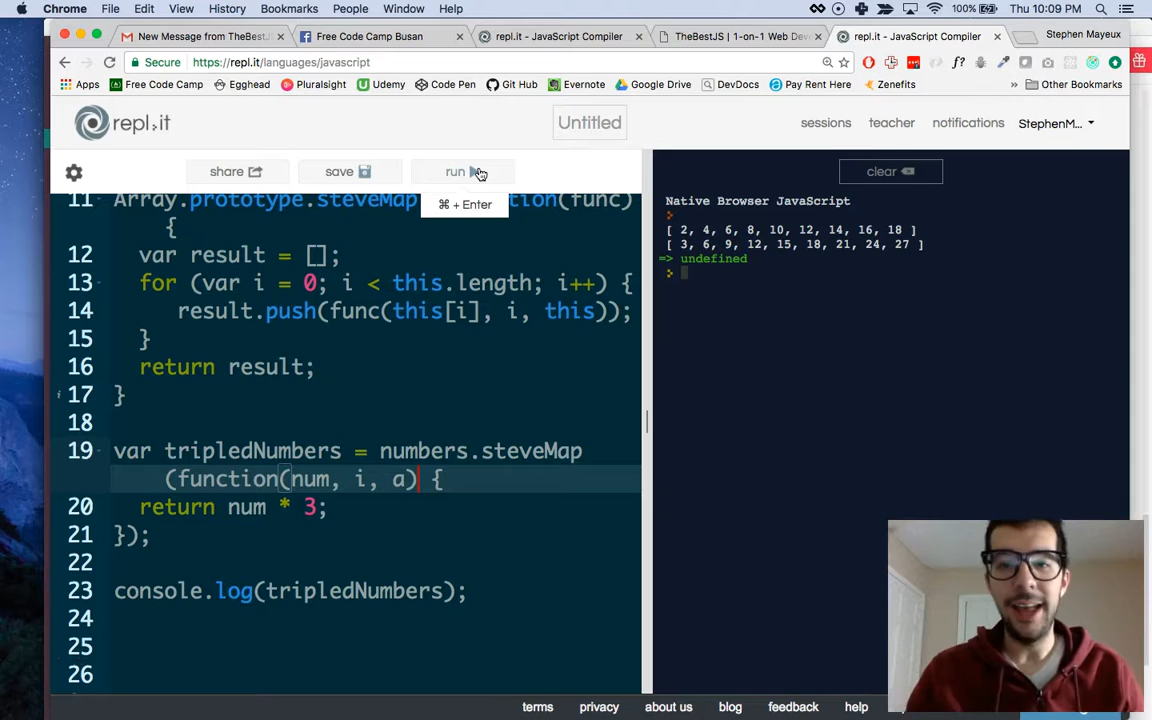 Chrome File Edit View History Bookmarks People Window Help 100% Thu 10:09 PM
New Message from TheBestJS Free Code Camp Busan repl.it - JavaScript Compiler TheBestJS | 1-on-1 Web Dev repl.it - JavaScript Compiler Stephen Mayeux
Secure https://repl.it/languages/javascript
Apps Free Code Camp Egghead Pluralsight Udemy Code Pen Git Hub Evernote Google Drive DevDocs Pay Rent Here Zenefits » Other Bookmarks
repl.it Untitled sessions teacher notifications StephenM...
share save run clear
⌘ + Enter
11 Array.prototype.steveMap tion(func)
{
12 var result = [];
13 for (var i = 0; i < this.length; i++) {
14 result.push(func(this[i], i, this));
15 }
16 return result;
17 }
18
19 var tripledNumbers = numbers.steveMap
(function(num, i, a) {
20 return num * 3;
21 });
22
23 console.log(tripledNumbers);
24
25
26
Native Browser JavaScript
[ 2, 4, 6, 8, 10, 12, 14, 16, 18 ]
[ 3, 6, 9, 12, 15, 18, 21, 24, 27 ]
=> undefined
terms privacy about us blog feedback help